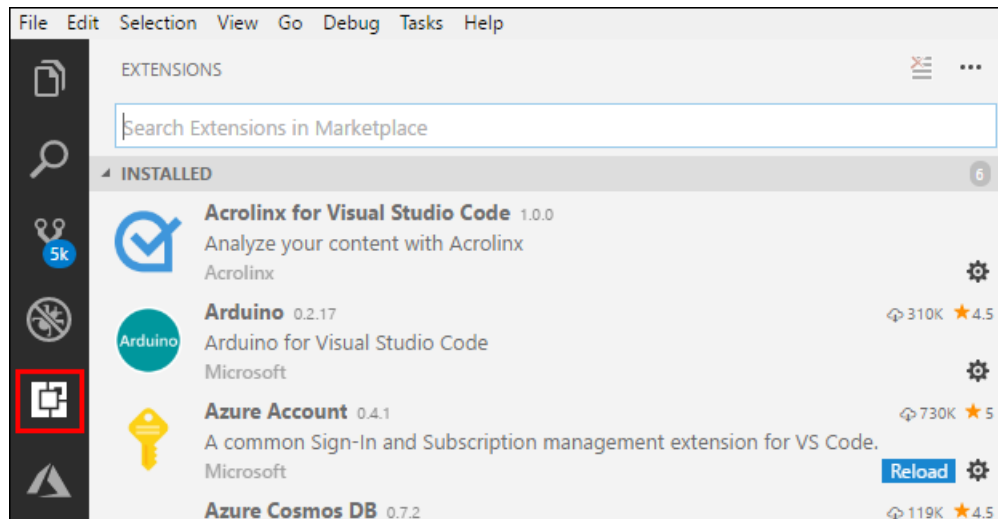 File Edit Selection View Go Debug Tasks Help
EXTENSIONS
Search Extensions in Marketplace
INSTALLED 6
5k
Acrolinx for Visual Studio Code 1.0.0
Analyze your content with Acrolinx
Acrolinx
Arduino 0.2.17 310K 4.5
Arduino
Arduino for Visual Studio Code
Microsoft
Azure Account 0.4.1 730K 5
A common Sign-In and Subscription management extension for VS Code.
Microsoft Reload
Azure Cosmos DB 0.7.2 119K 4.5